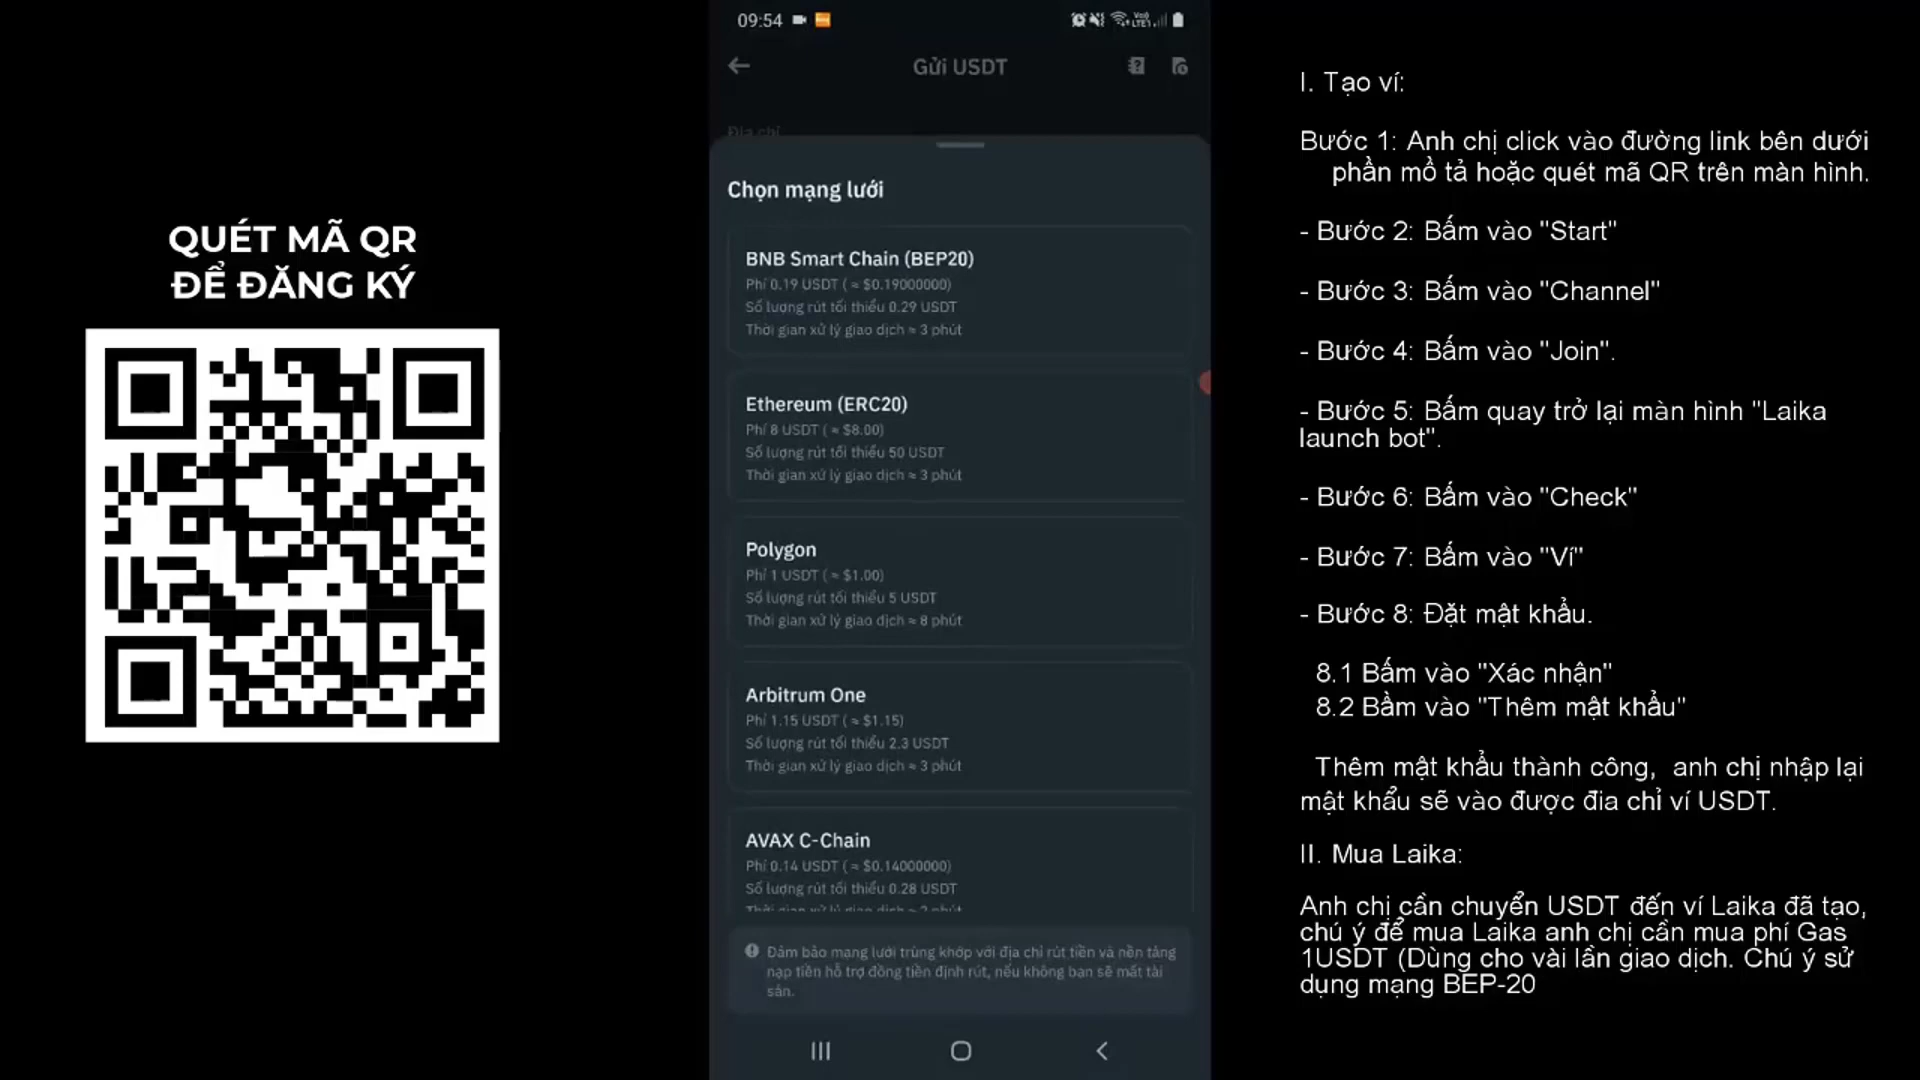 QUÉT MÃ QR
ĐỂ ĐĂNG KÝ
09:54
Gửi USDT
Địa chỉ
Chọn mạng lưới
BNB Smart Chain (BEP20)
Phí 0.19 USDT ( ≈ $0.19000000)
Số lượng rút tối thiểu 0.29 USDT
Thời gian xử lý giao dịch ≈ 3 phút
Ethereum (ERC20)
Phí 8 USDT ( ≈ $8.00)
Số lượng rút tối thiểu 50 USDT
Thời gian xử lý giao dịch ≈ 3 phút
Polygon
Phí 1 USDT ( ≈ $1.00)
Số lượng rút tối thiểu 5 USDT
Thời gian xử lý giao dịch ≈ 8 phút
Arbitrum One
Phí 1.15 USDT ( ≈ $1.15)
Số lượng rút tối thiểu 2.3 USDT
Thời gian xử lý giao dịch ≈ 3 phút
AVAX C-Chain
Phí 0.14 USDT ( ≈ $0.14000000)
Số lượng rút tối thiểu 0.28 USDT
Đảm bảo mạng lưới trùng khớp với địa chỉ rút tiền và nền tảng
nạp tiền hỗ trợ đồng tiền định rút, nếu không bạn sẽ mất tài
sản.
I. Tạo ví:
Bước 1: Anh chị click vào đường link bên dưới
phần mồ tả hoặc quét mã QR trên màn hình.
- Bước 2: Bấm vào "Start"
- Bước 3: Bấm vào "Channel"
- Bước 4: Bấm vào "Join".
- Bước 5: Bấm quay trở lại màn hình "Laika
launch bot".
- Bước 6: Bấm vào "Check"
- Bước 7: Bấm vào "Ví"
- Bước 8: Đặt mật khẩu.
8.1 Bấm vào "Xác nhận"
8.2 Bầm vào "Thêm mật khẩu"
Thêm mật khẩu thành công, anh chị nhập lại
mật khẩu sẽ vào được đia chỉ ví USDT.
II. Mua Laika:
Anh chị cần chuyển USDT đến ví Laika đã tạo,
chú ý để mua Laika anh chị cần mua phí Gas
1USDT (Dùng cho vài lần giao dịch. Chú ý sử
dụng mạng BEP-20